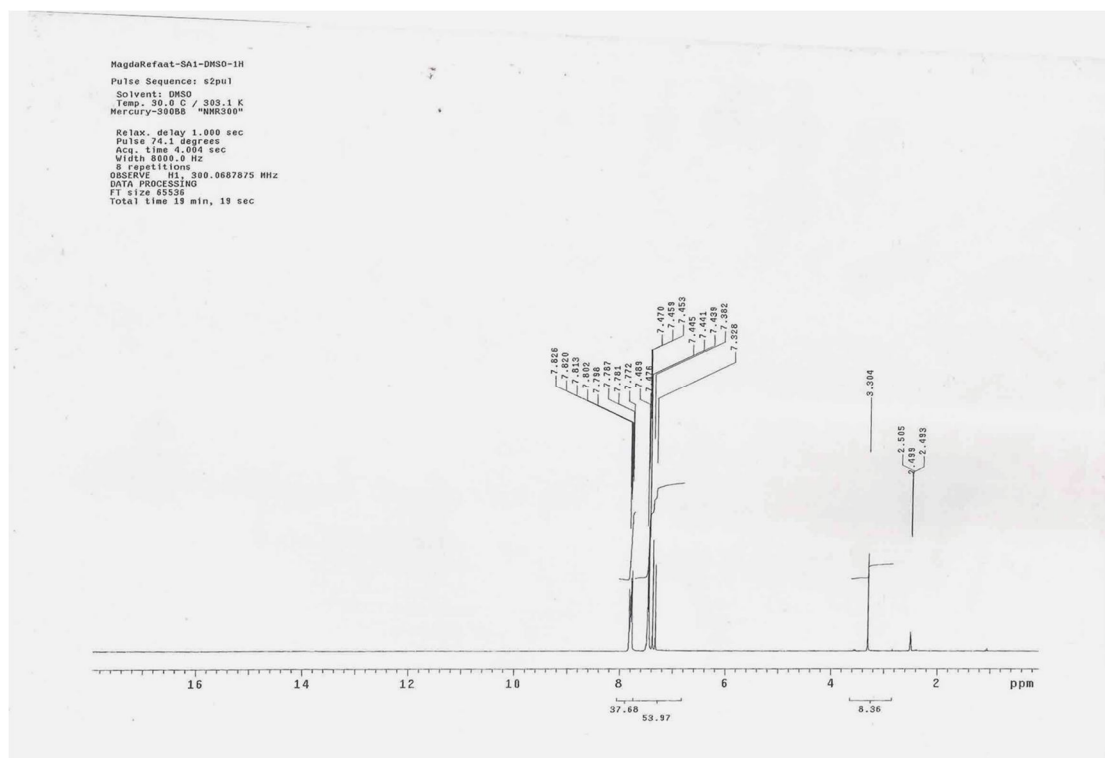 MagdaRefaat-SA1-DMSO-1H
Pulse Sequence: s2pul
Solvent: DMSO
Temp. 30.0 C / 303.1 K
Mercury-300BB "NMR300"
Relax. delay 1.000 sec
Pulse 74.1 degrees
Acq. time 4.004 sec
Width 8000.0 Hz
8 repetitions
OBSERVE H1, 300.0687875 MHz
DATA PROCESSING
FT size 65536
Total time 19 min, 19 sec
7.826
7.820
7.813
7.802
7.798
7.787
7.781
7.772
7.489
7.476
7.470
7.459
7.453
7.445
7.441
7.439
7.382
7.328
3.304
2.505
2.499
2.493
16 14 12 10 8 6 4 2 ppm
37.68
53.97
8.36